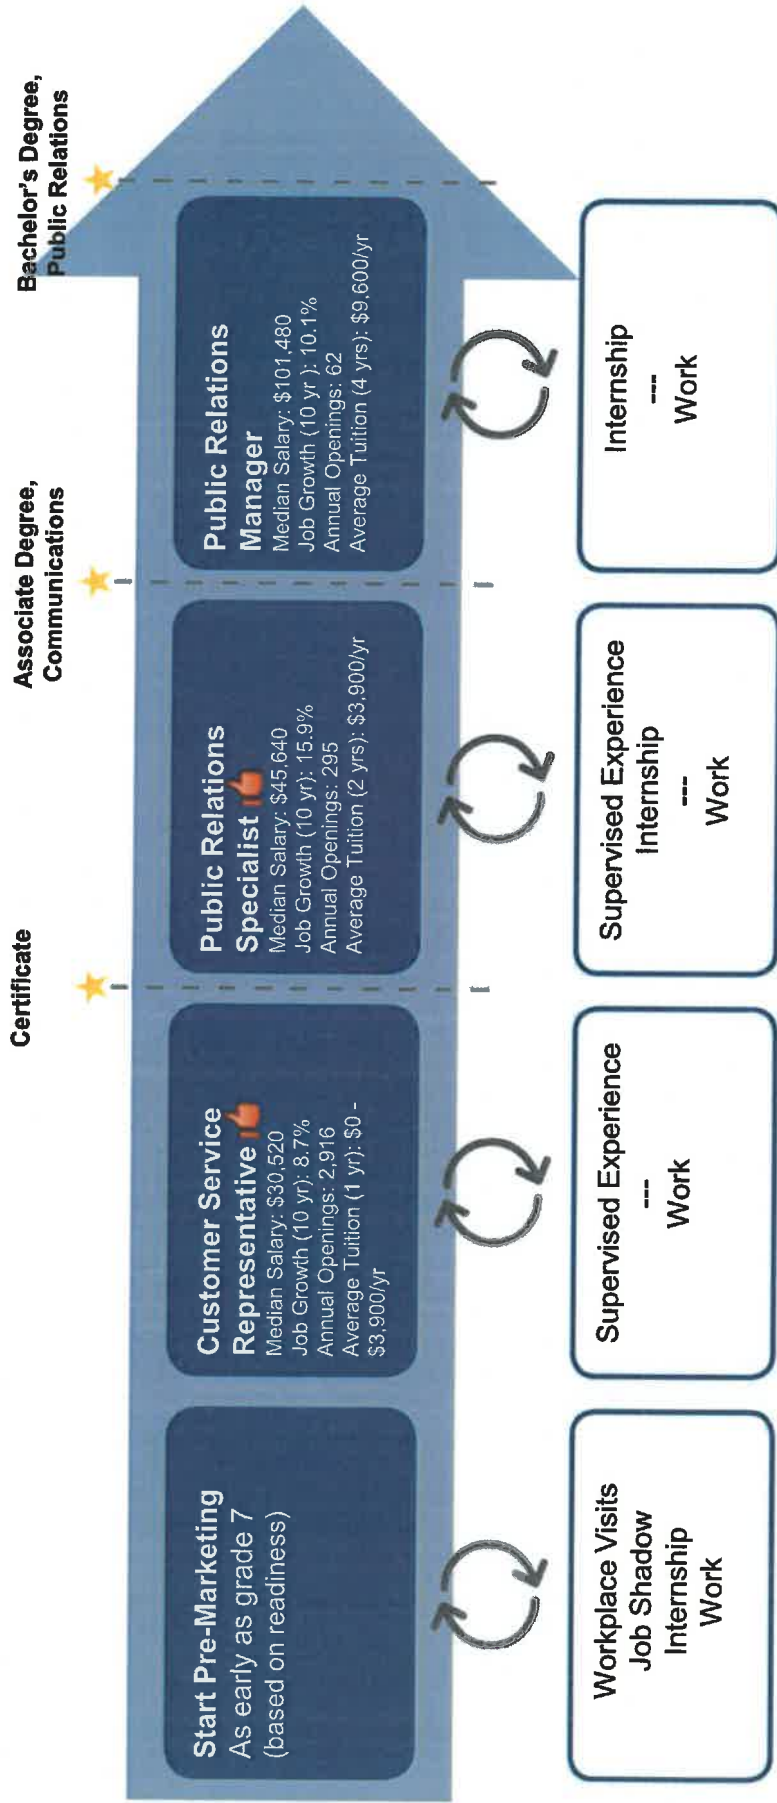 Certificate
Associate Degree,
Communications
Bachelor's Degree,
Public Relations
Start Pre-Marketing
As early as grade 7
(based on readiness)
Customer Service
Representative
Median Salary: $30,520
Job Growth (10 yr): 8.7%
Annual Openings: 2,916
Average Tuition (1 yr): $0 -
$3,900/yr
Public Relations
Specialist
Median Salary: $45,640
Job Growth (10 yr): 15.9%
Annual Openings: 295
Average Tuition (2 yrs): $3,900/yr
Public Relations
Manager
Median Salary: $101,480
Job Growth (10 yr ): 10.1%
Annual Openings: 62
Average Tuition (4 yrs): $9,600/yr
Workplace Visits
Job Shadow
Internship
Work
Supervised Experience
---
Work
Supervised Experience
Internship
---
Work
Internship
---
Work